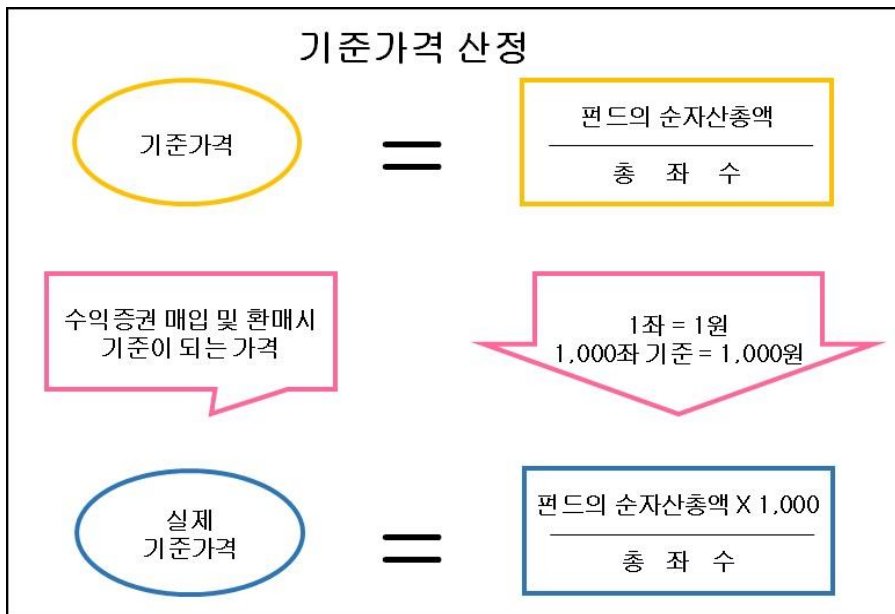 기준가격 산정
기준가격
=
펀드의 순자산총액
총 좌 수
수익증권 매입 및 환매시
기준이 되는 가격
1좌 = 1원
1,000좌 기준 = 1,000원
실제
기준가격
=
펀드의 순자산총액 X 1,000
총 좌 수